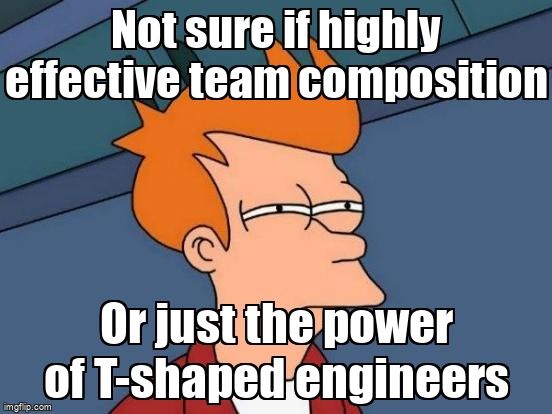 Not sure if highly
effective team composition
Or just the power
of T-shaped engineers
imgflip.com